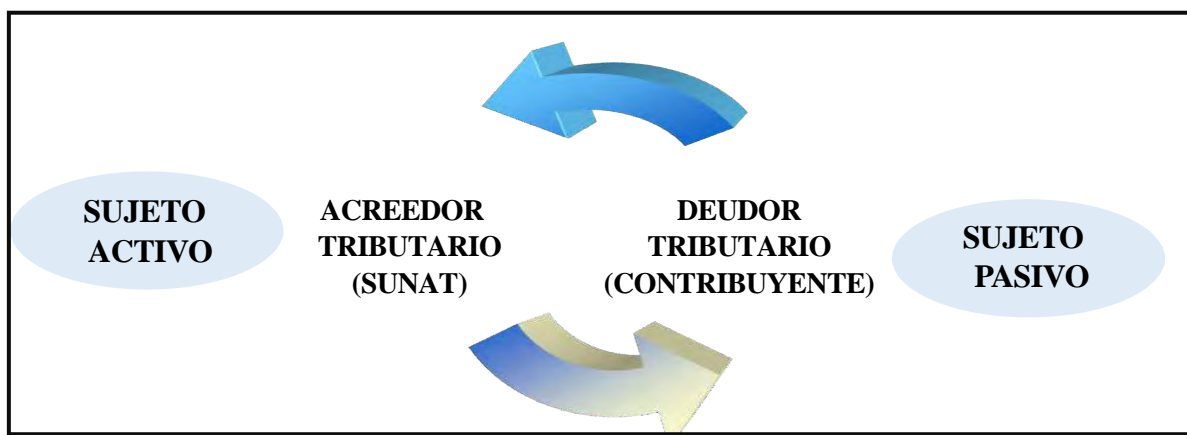 SUJETO
ACTIVO
ACREEDOR
TRIBUTARIO
(SUNAT)
DEUDOR
TRIBUTARIO
(CONTRIBUYENTE)
SUJETO
PASIVO